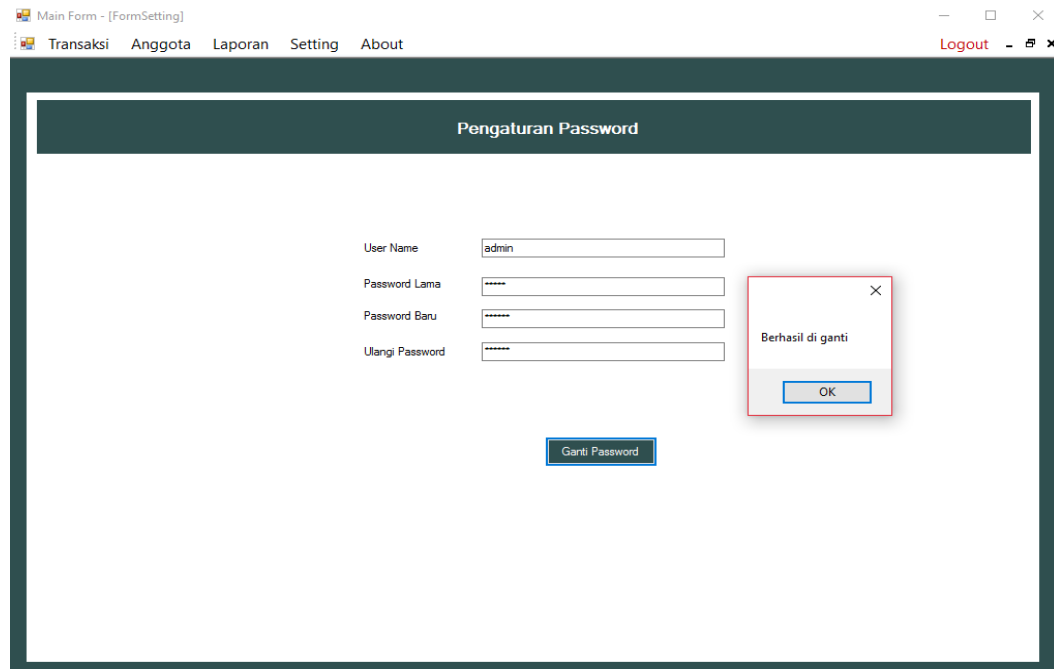 Main Form - [FormSetting]
Transaksi Anggota Laporan Setting About Logout
Pengaturan Password
User Name admin
Password Lama *****
Password Baru ******
Ulangi Password ******
Berhasil di ganti
OK
Ganti Password